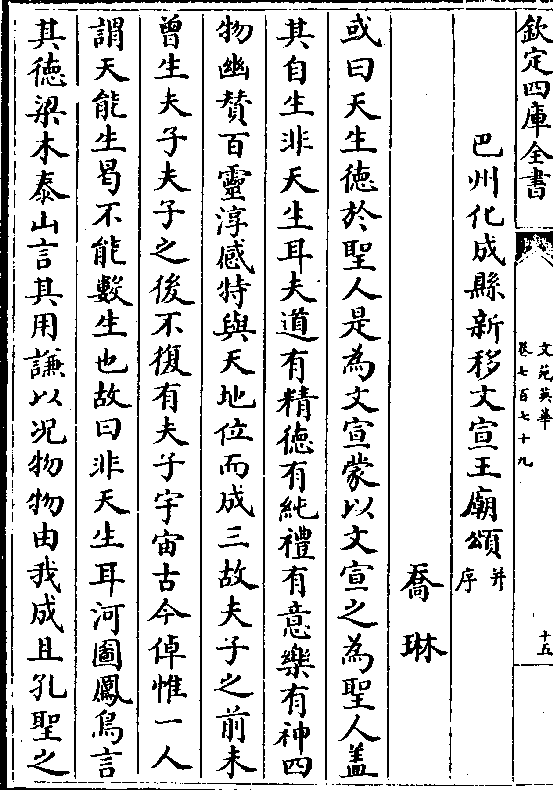 欽定四庫全書
文苑英華
卷七百七十九
十五
巴州化成縣新移文宣王廟頌并序
喬琳
或曰天生徳於聖人是為文宣蒙以文宣之為聖人蓋
其自生非天生耳夫道有精徳有純禮有意樂有神四
物幽賛百靈淳感特與天地位而成三故夫子之前未
曾生夫子夫子之後不復有夫子宇宙古今倬惟一人
謂天能生曷不能數生也故曰非天生耳河圖鳳鳥言
其徳梁木泰山言其用謙以况物物由我成且孔聖之